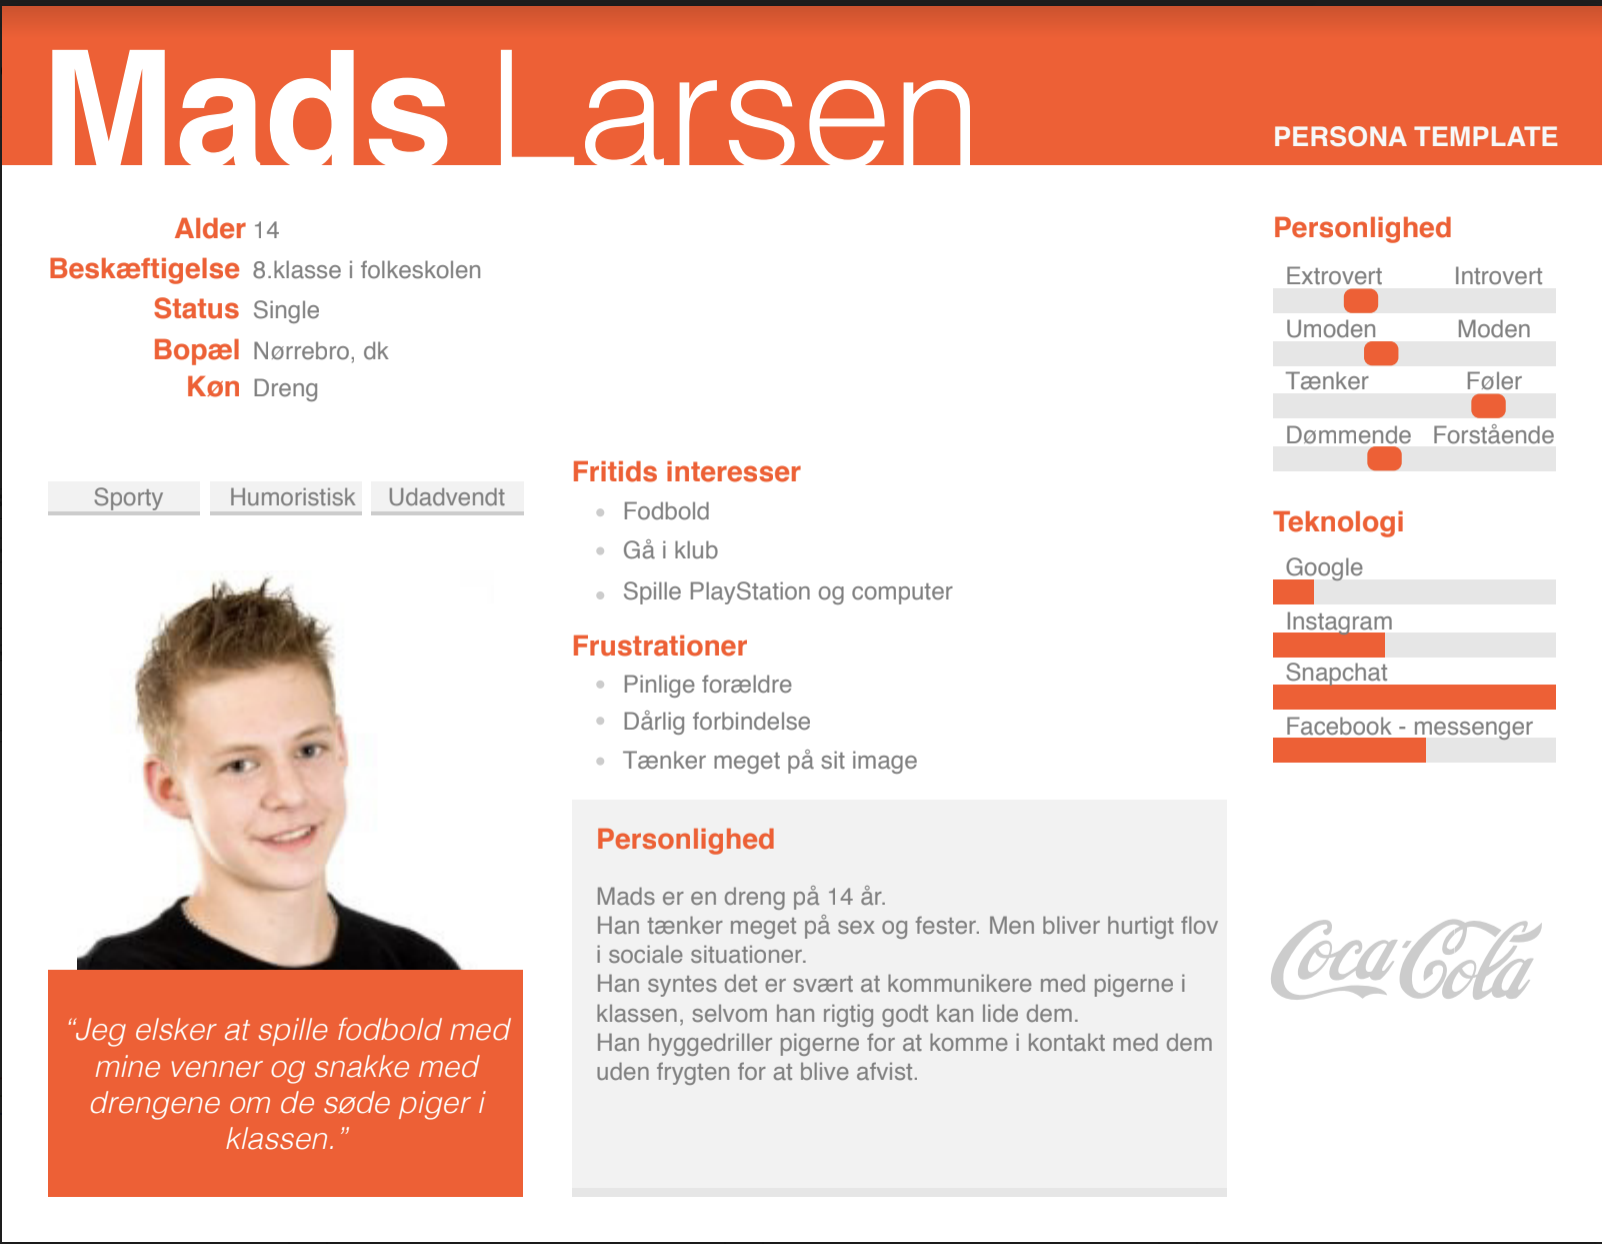 Mads Larsen
PERSONA TEMPLATE
Alder 14
Beskæftigelse 8.klasse i folkeskolen
Status Single
Bopæl Nørrebro, dk
Køn Dreng
Sporty Humoristisk Udadvendt
“Jeg elsker at spille fodbold med
mine venner og snakke med
drengene om de søde piger i
klassen.”
Fritids interesser
Fodbold
Gå i klub
Spille PlayStation og computer
Frustrationer
Pinlige forældre
Dårlig forbindelse
Tænker meget på sit image
Personlighed
Mads er en dreng på 14 år.
Han tænker meget på sex og fester. Men bliver hurtigt flov
i sociale situationer.
Han syntes det er svært at kommunikere med pigerne i
klassen, selvom han rigtig godt kan lide dem.
Han hyggedriller pigerne for at komme i kontakt med dem
uden frygten for at blive afvist.
Personlighed
Extrovert Introvert
Umoden Moden
Tænker Føler
Dømmende Forstående
Teknologi
Google
Instagram
Snapchat
Facebook - messenger
Coca-Cola